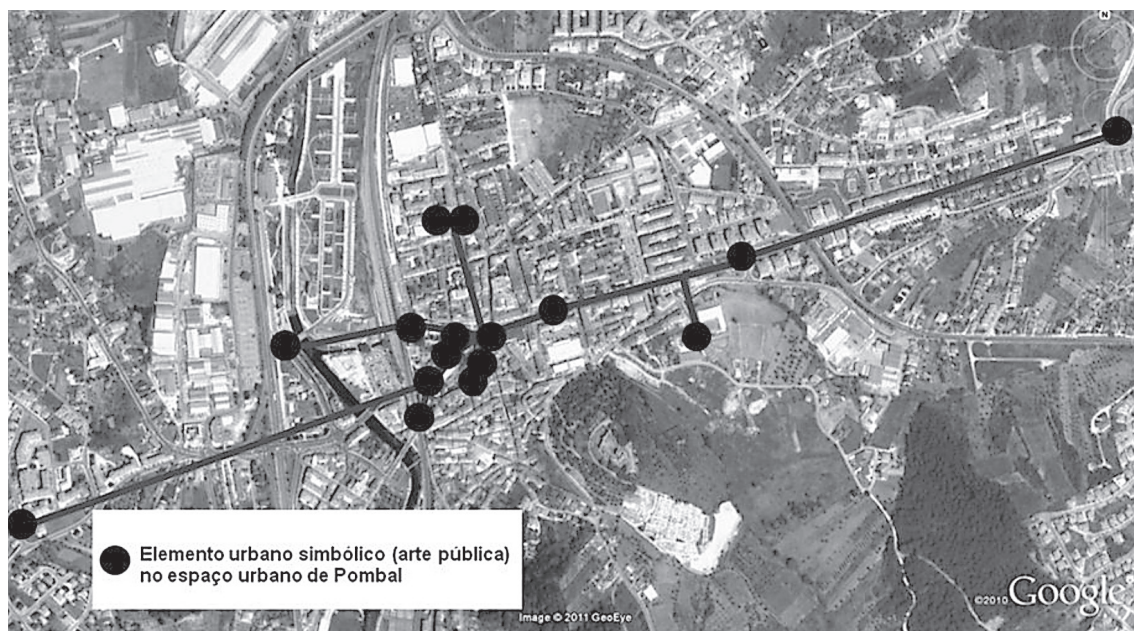 N
Elemento urbano simbólico (arte pública)
no espaço urbano de Pombal
©2010 Google
Image © 2011 GeoEye